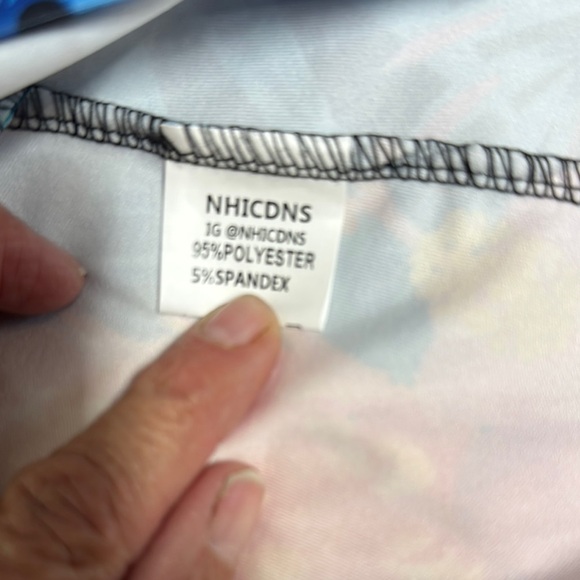 NHICDNS
IG @NHICDNS
95%POLYESTER
5%SPANDEX